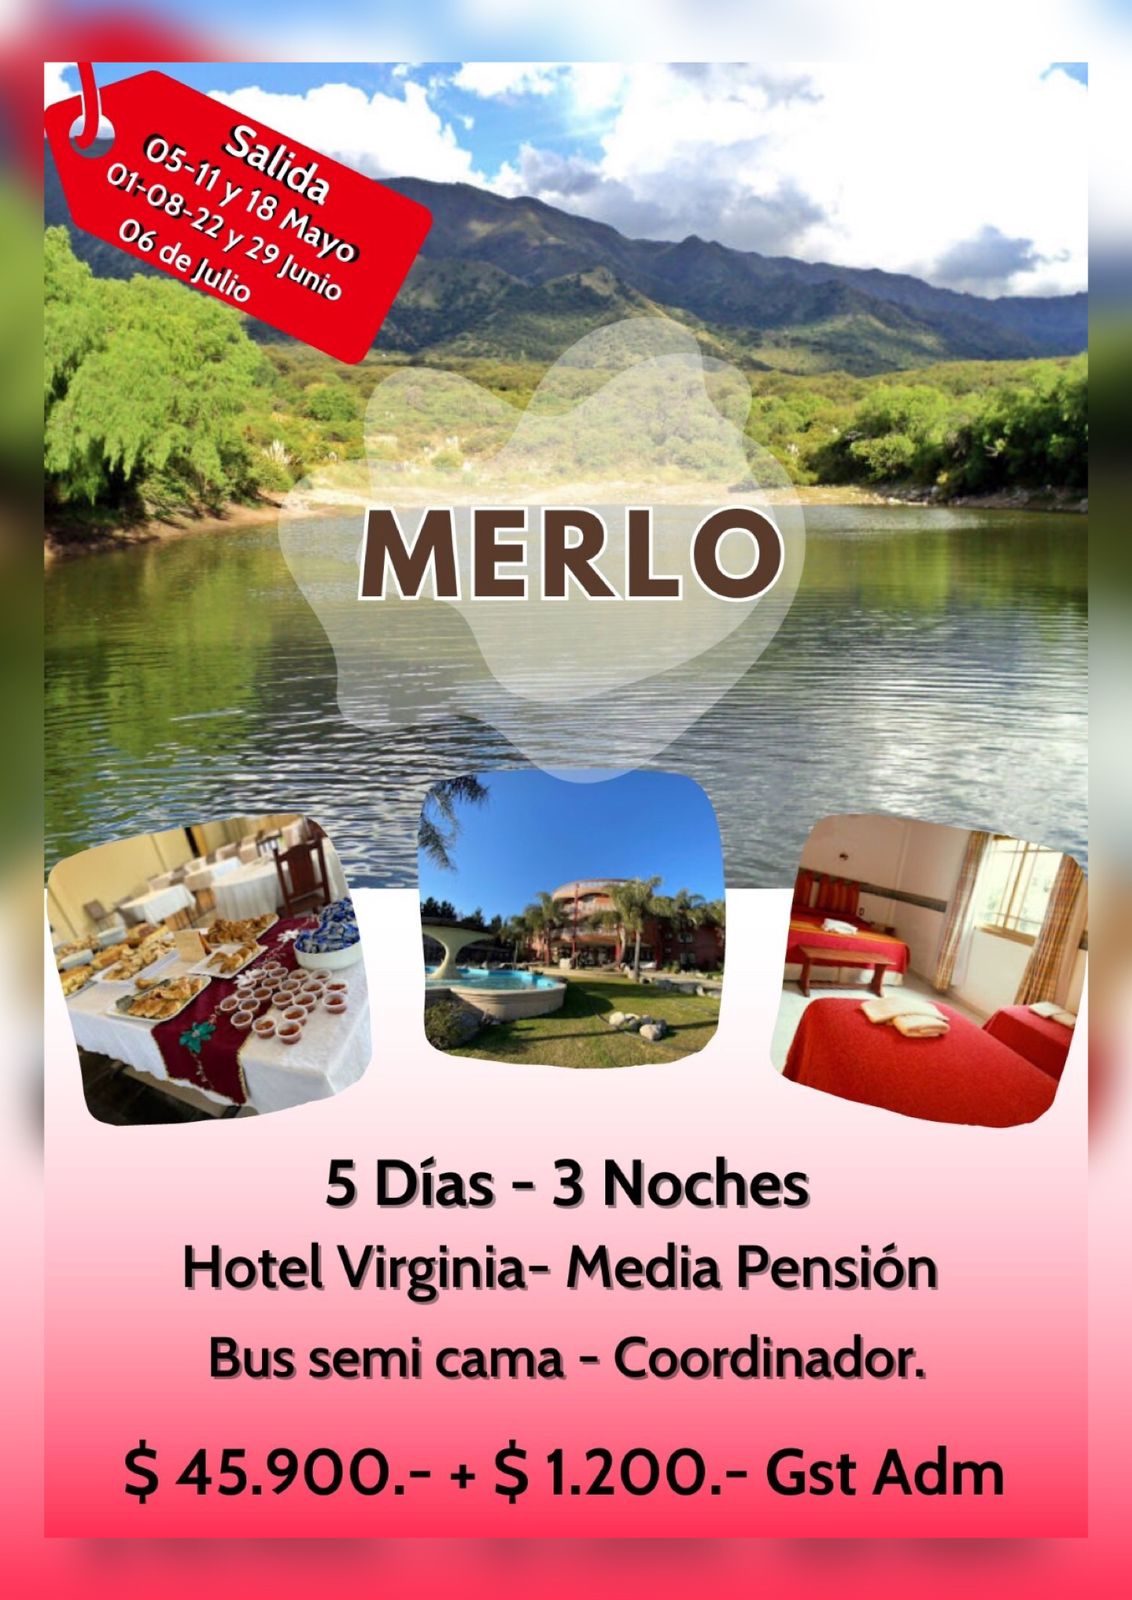 Salida
05-11 y 18 Mayo
01-08-22 y 29 Junio
06 de Julio
MERLO
5 Días - 3 Noches
Hotel Virginia- Media Pensión
Bus semi cama - Coordinador.
$ 45.900.- + $ 1.200.- Gst Adm